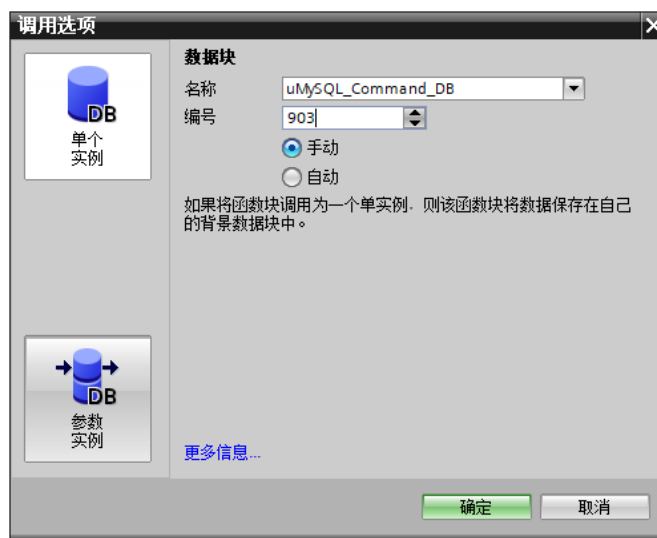 调用选项
数据块
名称
uMySQL_Command_DB
编号
903
手动
自动
如果将函数块调用为一个单实例，则该函数块将数据保存在自己
的背景数据块中。
DB
单个
实例
DB
参数
实例
更多信息...
确定
取消